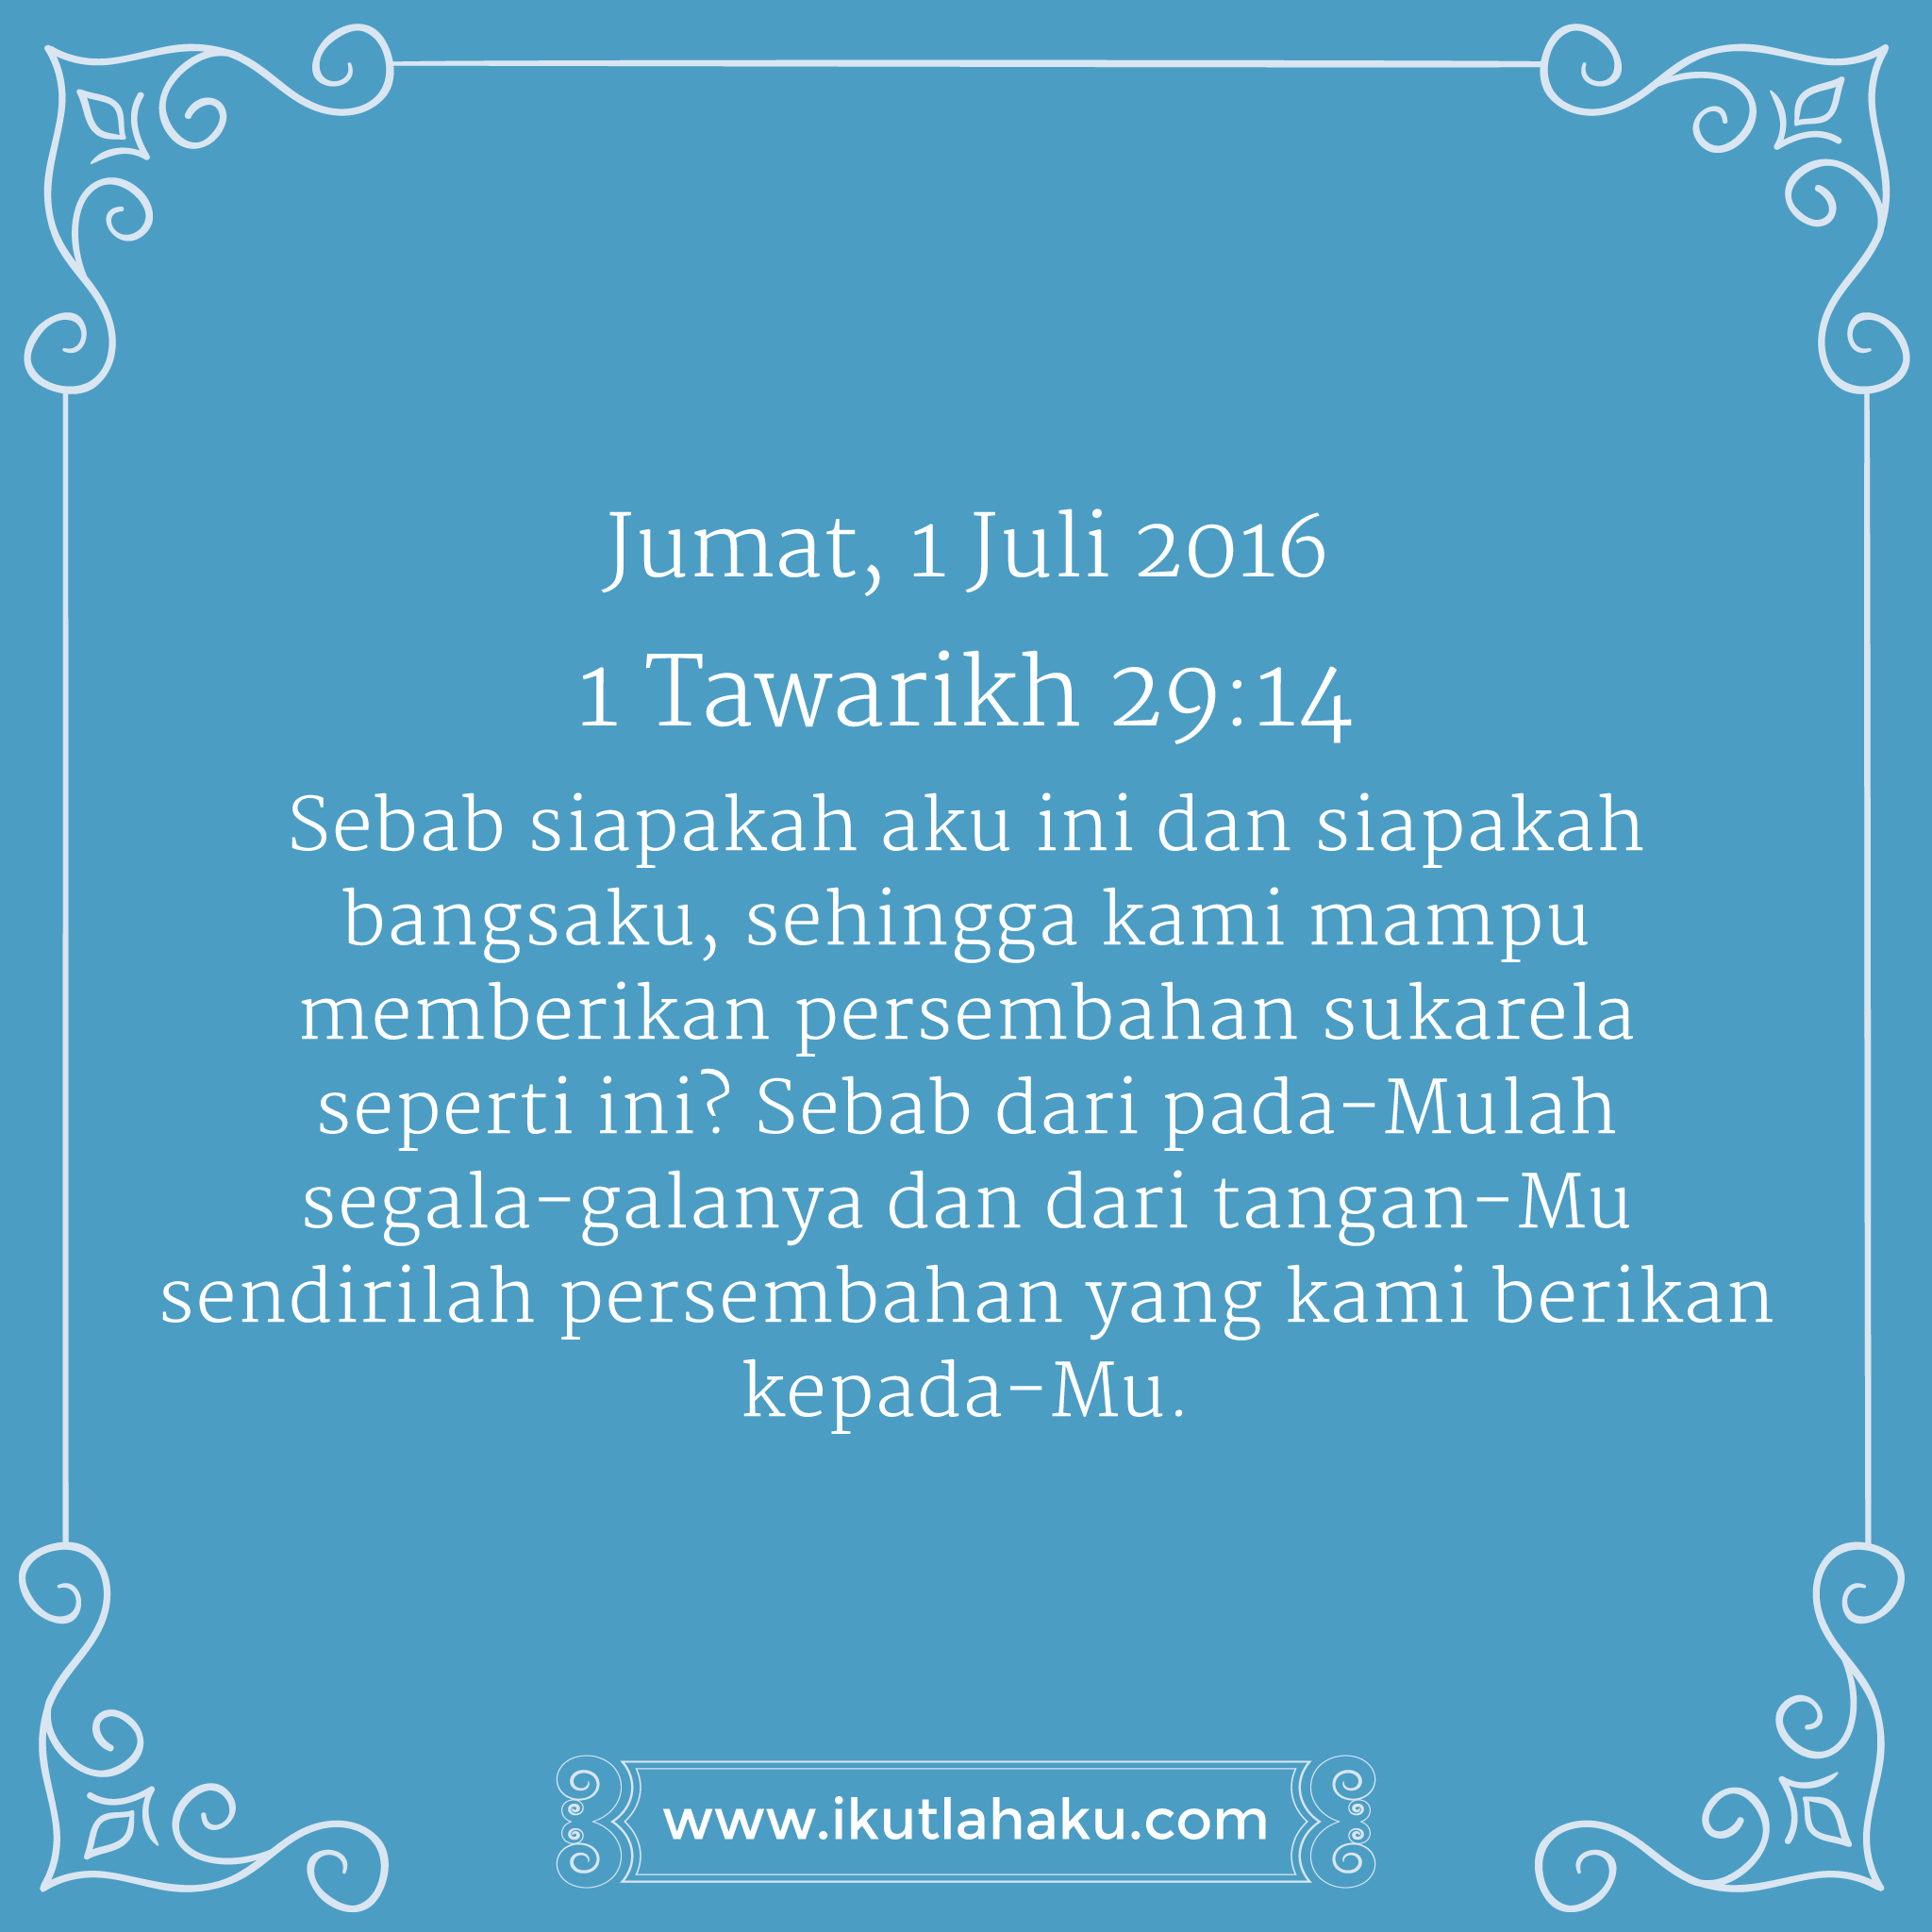 Jumat, 1 Juli 2016
1 Tawarikh 29:14
Sebab siapakah aku ini dan siapakah
bangsaku, sehingga kami mampu
memberikan persembahan sukarela
seperti ini? Sebab dari pada-Mulah
segala-galanya dan dari tangan-Mu
sendirilah persembahan yang kami berikan
kepada-Mu.
www.ikutlahaku.com